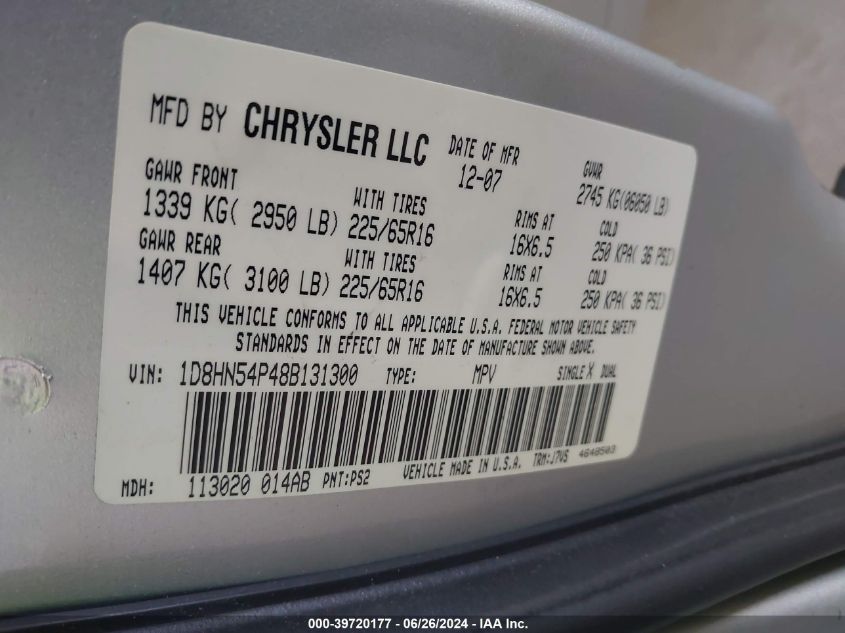 MFD BY CHRYSLER LLC DATE OF MFR 12-07 GVWR 2745 KG(06050 LB)
GAWR FRONT WITH TIRES RIMS AT COLD
1339 KG( 2950 LB) 225/65R16 16X6.5 250 KPA( 36 PSI)
GAWR REAR WITH TIRES RIMS AT COLD
1407 KG( 3100 LB) 225/65R16 16X6.5 250 KPA( 36 PSI)
THIS VEHICLE CONFORMS TO ALL APPLICABLE U.S.A. FEDERAL MOTOR VEHICLE SAFETY
STANDARDS IN EFFECT ON THE DATE OF MANUFACTURE SHOWN ABOVE.
VIN: 1D8HN54P48B131300 TYPE: MPV SINGLE X DUAL
MDH: 113020 014AB PNT:PS2 VEHICLE MADE IN U.S.A. TRM:J7VS 4648503
000-39720177 - 06/26/2024 - IAA Inc.